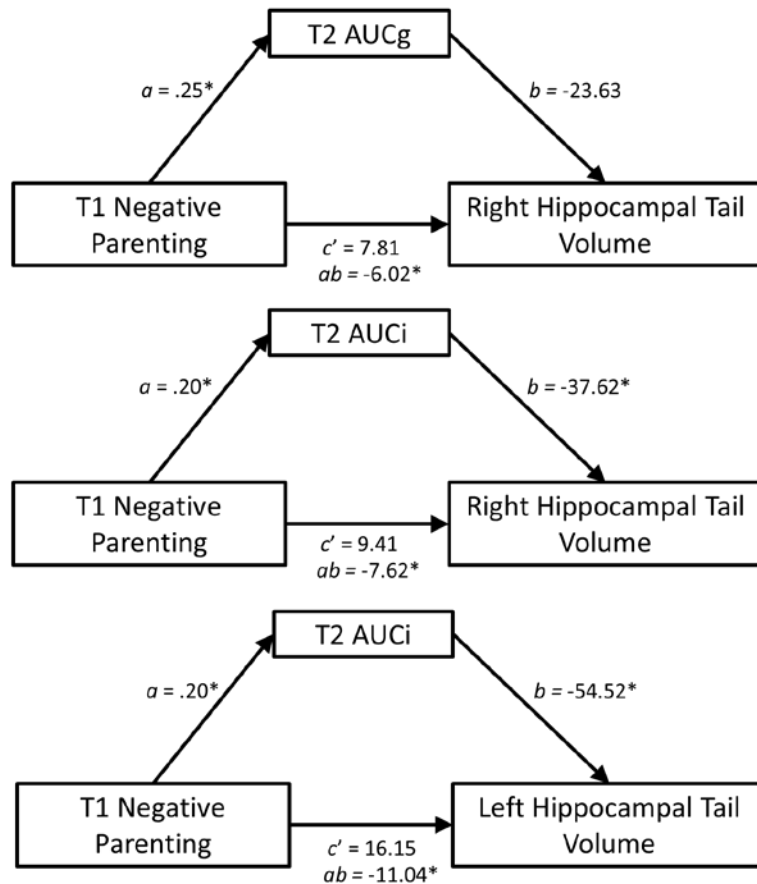 T2 AUCg
a = .25*
b = -23.63
T1 Negative
Parenting
Right Hippocampal Tail
Volume
c' = 7.81
ab = -6.02*
T2 AUCi
a = .20*
b = -37.62*
T1 Negative
Parenting
Right Hippocampal Tail
Volume
c' = 9.41
ab = -7.62*
T2 AUCi
a = .20*
b = -54.52*
T1 Negative
Parenting
Left Hippocampal Tail
Volume
c' = 16.15
ab = -11.04*